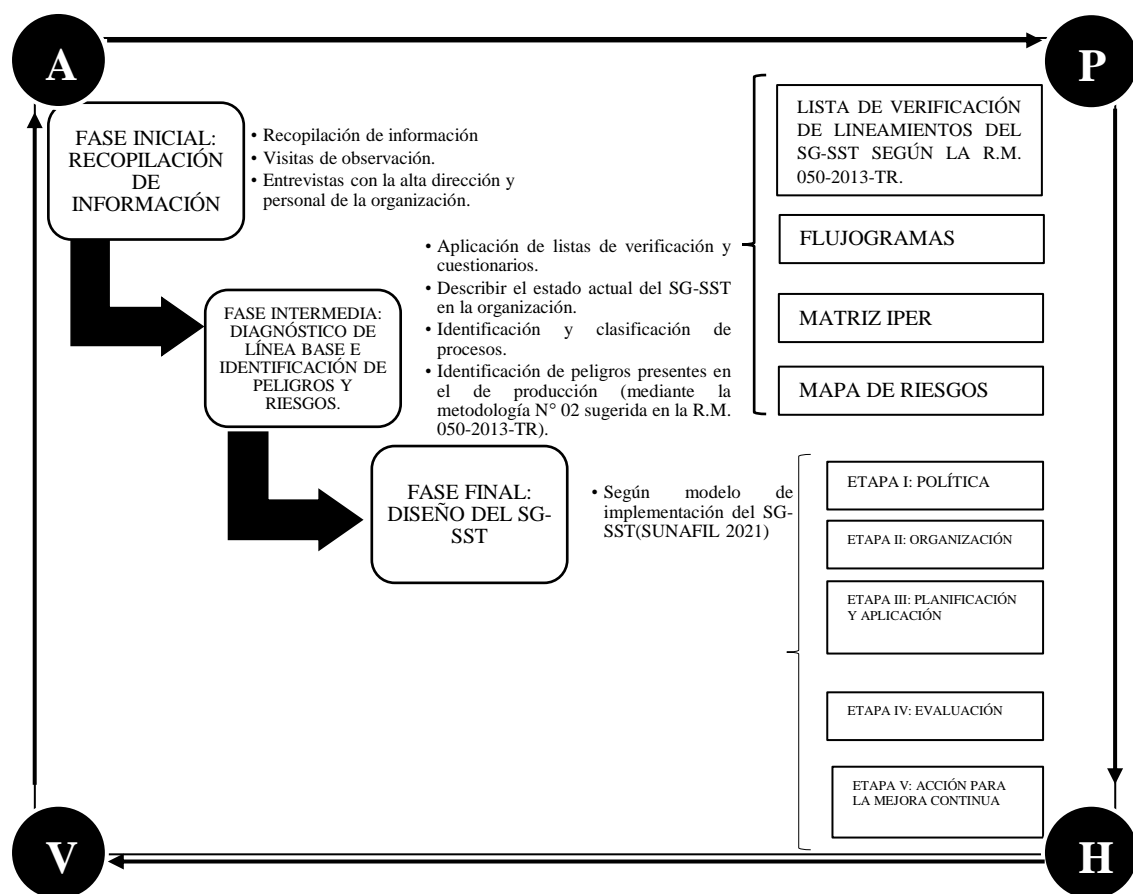 A
P
FASE INICIAL:
RECOPILACIÓN
DE
INFORMACIÓN
• Recopilación de información
• Visitas de observación.
• Entrevistas con la alta dirección y
personal de la organización.
LISTA DE VERIFICACIÓN
DE LINEAMIENTOS DEL
SG-SST SEGÚN LA R.M.
050-2013-TR.
FLUJOGRAMAS
MATRIZ IPER
MAPA DE RIESGOS
FASE INTERMEDIA:
DIAGNÓSTICO DE
LÍNEA BASE E
IDENTIFICACIÓN DE
PELIGROS Y
RIESGOS.
• Aplicación de listas de verificación y
cuestionarios.
• Describir el estado actual del SG-SST
en la organización.
• Identificación y clasificación de
procesos.
• Identificación de peligros presentes en
el de producción (mediante la
metodología N° 02 sugerida en la R.M.
050-2013-TR).
FASE FINAL:
DISEÑO DEL SG-
SST
• Según modelo de
implementación del SG-
SST(SUNAFIL 2021)
ETAPA I: POLÍTICA
ETAPA II: ORGANIZACIÓN
ETAPA III: PLANIFICACIÓN
Y APLICACIÓN
ETAPA IV: EVALUACIÓN
ETAPA V: ACCIÓN PARA
LA MEJORA CONTINUA
V
H